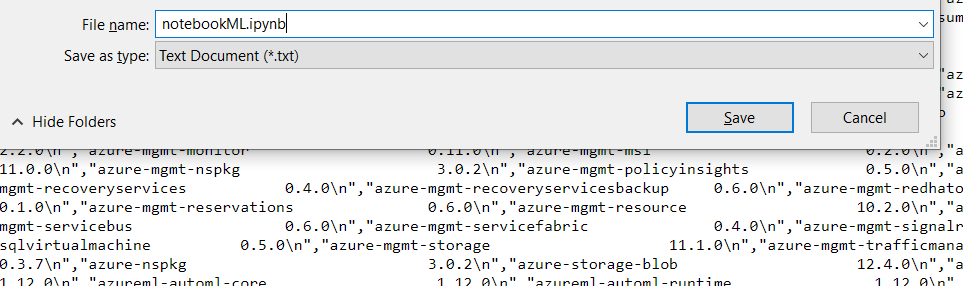 sum
File name: notebookML.ipynb
Save as type: Text Document (*.txt)
"az
"az
Hide Folders Save Cancel
2.2.0\n","azure-mgmt-monitor 0.11.0\n","azure-mgmt-msi 0.2.0\n","a
11.0.0\n","azure-mgmt-nspkg 3.0.2\n","azure-mgmt-policyinsights 0.5.0\n","a
mgmt-recoveryservices 0.4.0\n","azure-mgmt-recoveryservicesbackup 0.6.0\n","azure-mgmt-redhato
0.1.0\n","azure-mgmt-reservations 0.6.0\n","azure-mgmt-resource 10.2.0\n","a
mgmt-servicebus 0.6.0\n","azure-mgmt-servicefabric 0.4.0\n","azure-mgmt-signalr
sqlvirtualmachine 0.5.0\n","azure-mgmt-storage 11.1.0\n","azure-mgmt-trafficmana
0.3.7\n","azure-nspkg 3.0.2\n","azure-storage-blob 12.4.0\n","a
1.12.0\n","azureml-automl-core 1.12.0\n","azureml-automl-runtime 1.12.0\n","a